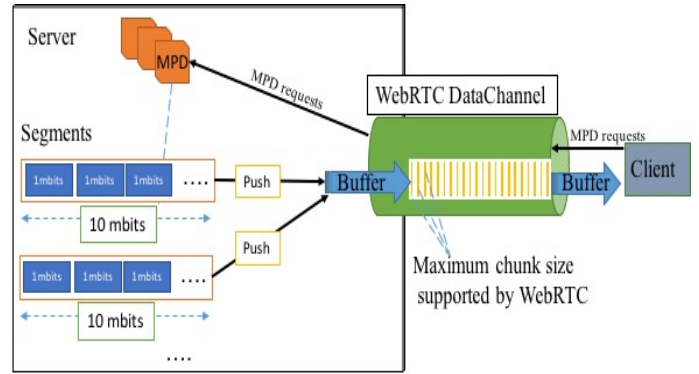 Server
MPD
MPD requests
WebRTC DataChannel
MPD requests
Segments
1mbits 1mbits 1mbits ....
Push
Buffer
Buffer
Client
10 mbits
Push
1mbits 1mbits 1mbits ....
Maximum chunk size
supported by WebRTC
10 mbits
....